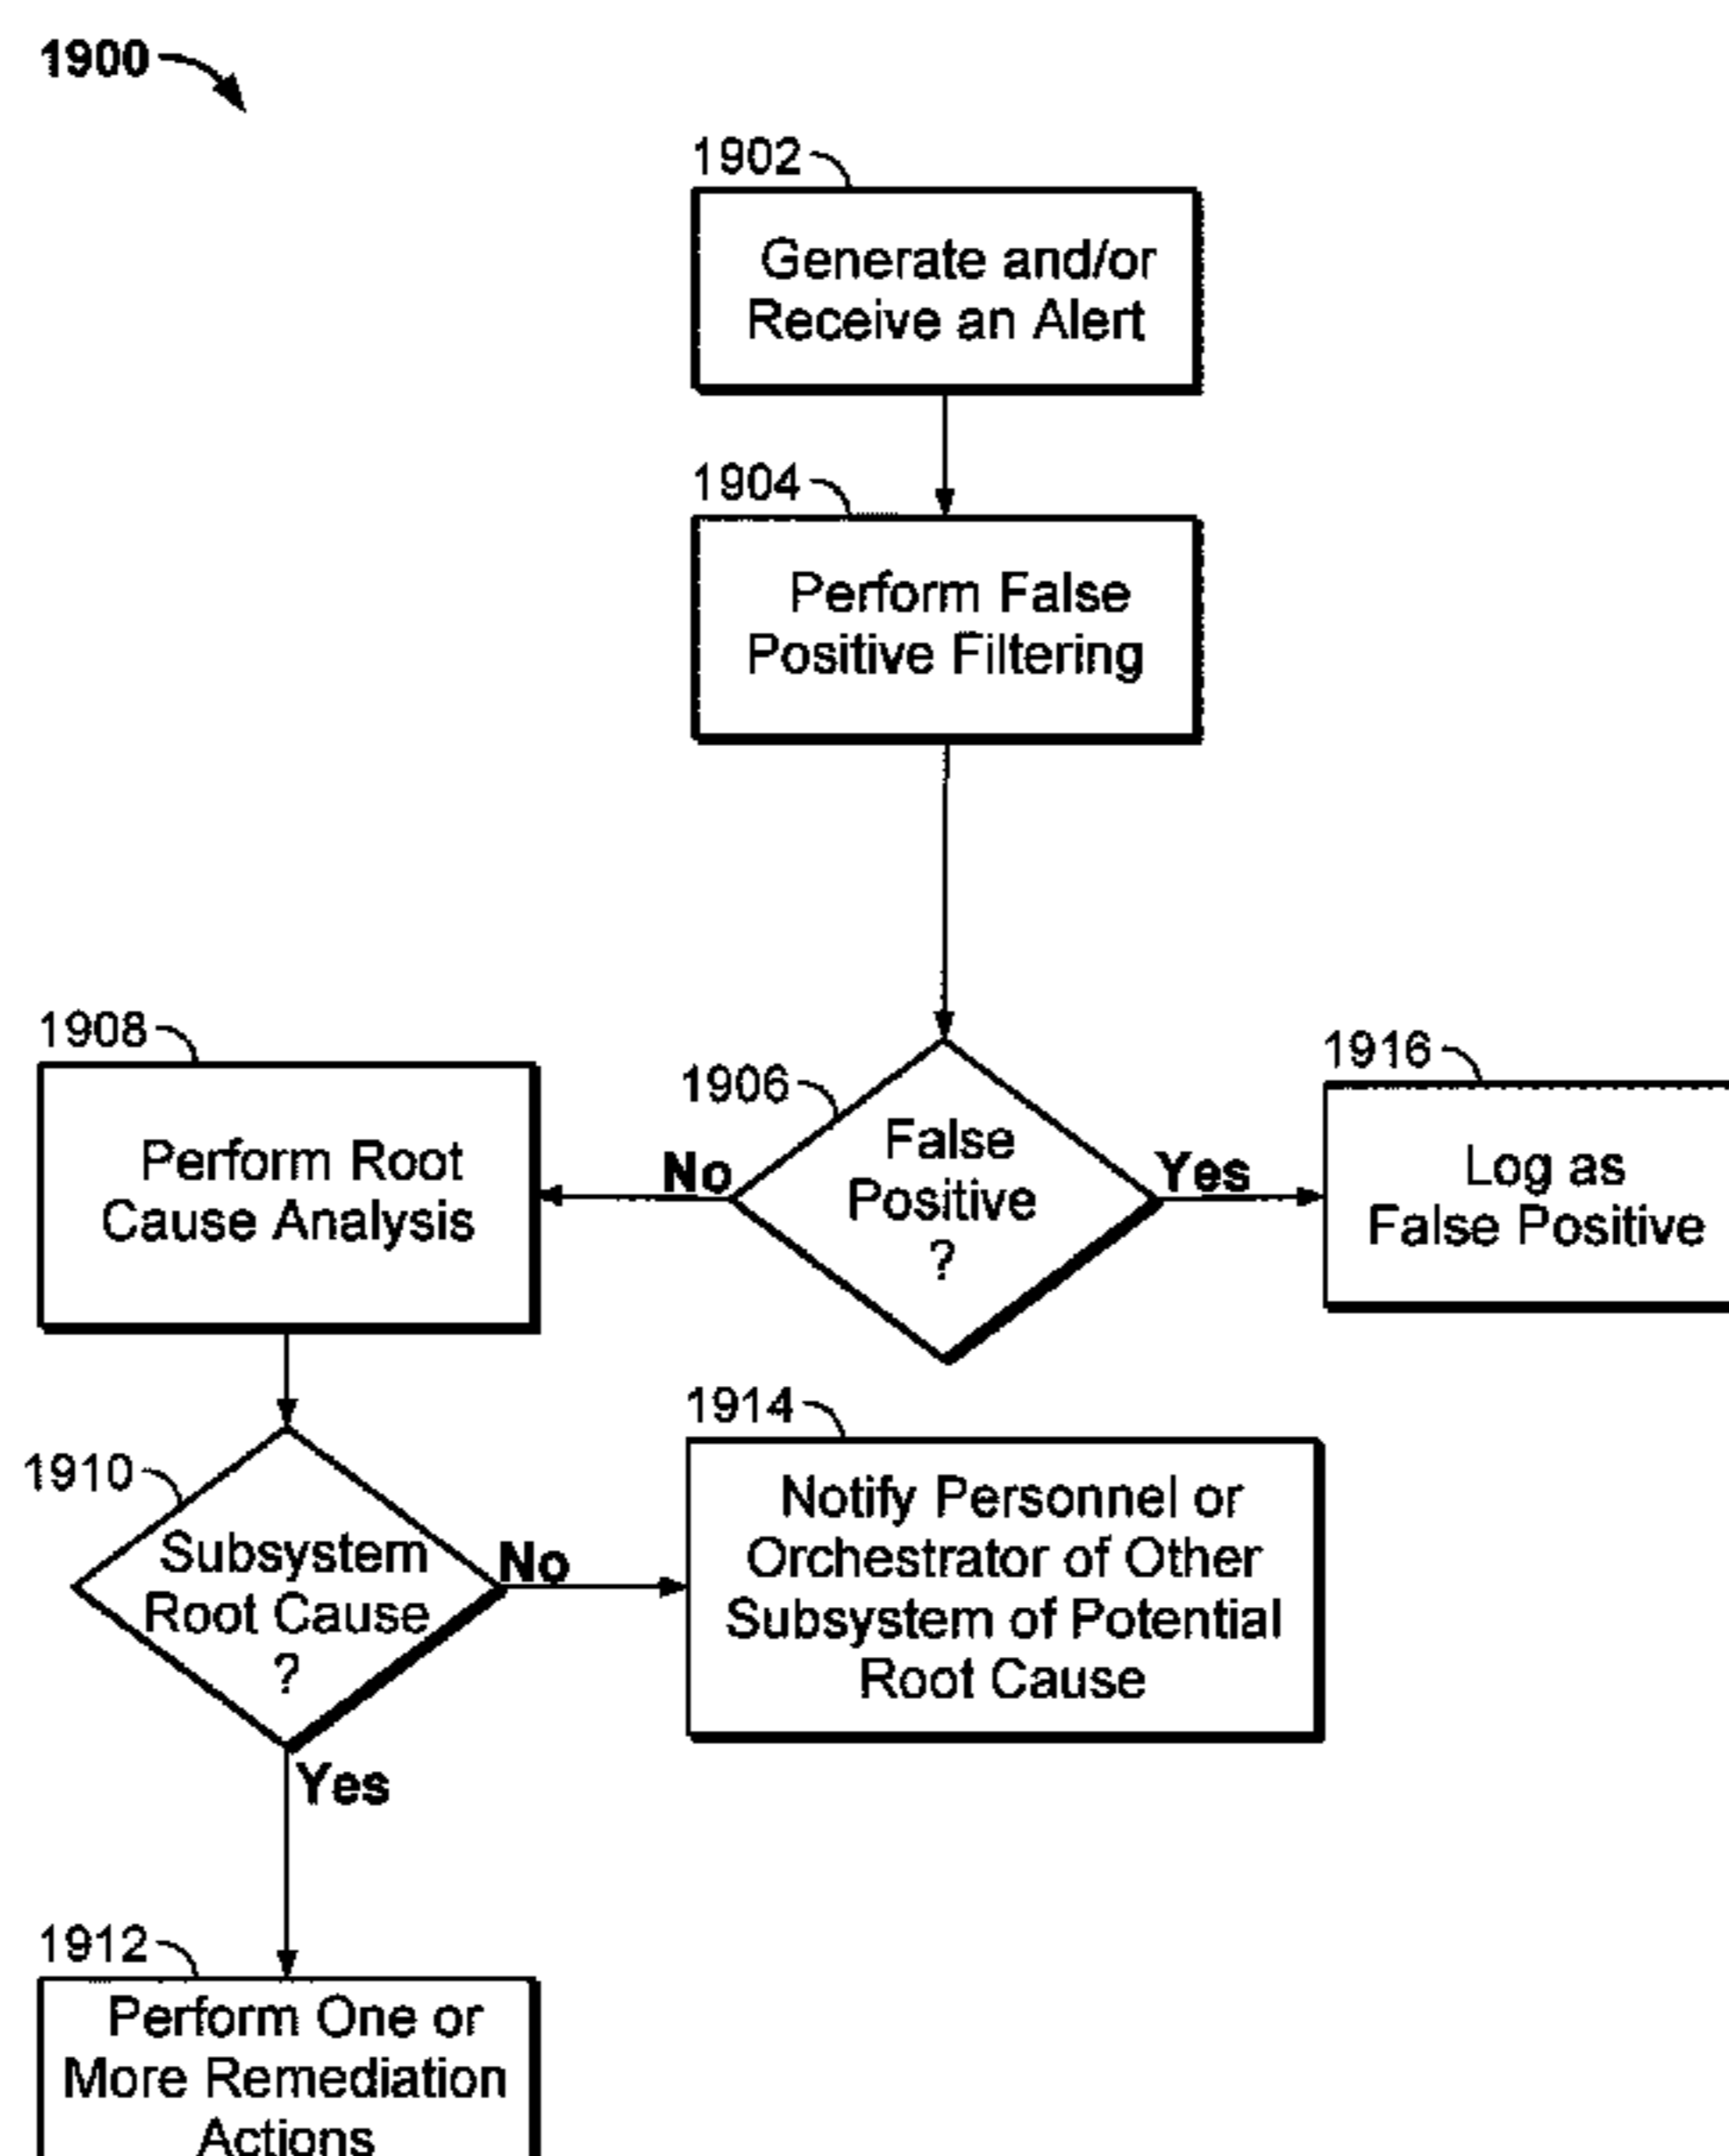 1900
1902
Generate and/or
Receive an Alert
1904
Perform False
Positive Filtering
1908
Perform Root
Cause Analysis
1906
False
Positive
?
No
Yes
1916
Log as
False Positive
1910
Subsystem
Root Cause
?
No
Yes
1914
Notify Personnel or
Orchestrator of Other
Subsystem of Potential
Root Cause
1912
Perform One or
More Remediation
Actions